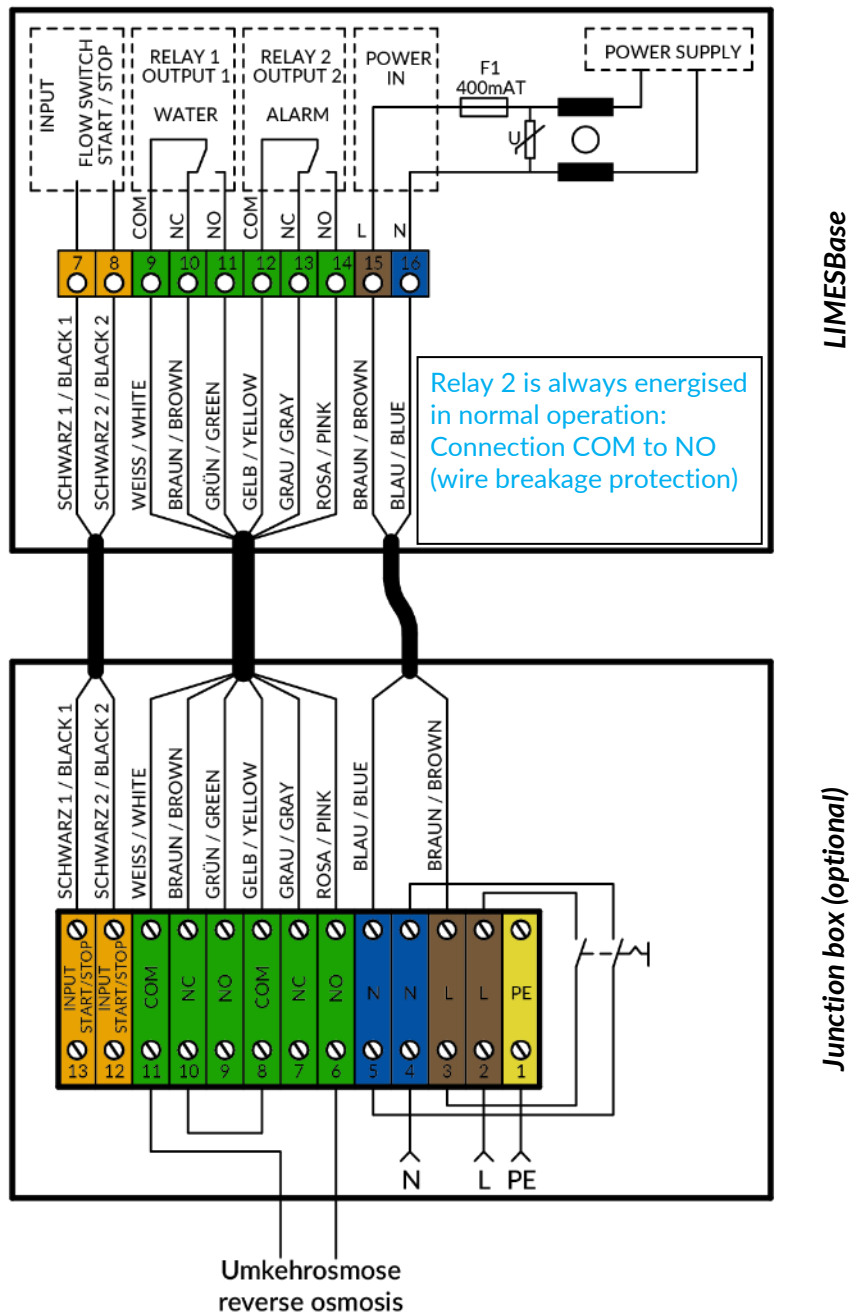 INPUT
FLOW SWITCH
START / STOP
RELAY 1
OUTPUT 1
WATER
RELAY 2
OUTPUT 2
ALARM
POWER
IN
F1
400mAT
U
POWER SUPPLY
COM
NC
NO
COM
NC
NO
L
N
7
8
9
10
11
12
13
14
15
16
SCHWARZ 1 / BLACK 1
SCHWARZ 2 / BLACK 2
WEISS / WHITE
BRAUN / BROWN
GRÜN / GREEN
GELB / YELLOW
GRAU / GRAY
ROSA / PINK
BRAUN / BROWN
BLAU / BLUE
Relay 2 is always energised
in normal operation:
Connection COM to NO
(wire breakage protection)
LIMESBase
SCHWARZ 1 / BLACK 1
SCHWARZ 2 / BLACK 2
WEISS / WHITE
BRAUN / BROWN
GRÜN / GREEN
GELB / YELLOW
GRAU / GRAY
ROSA / PINK
BLAU / BLUE
BRAUN / BROWN
INPUT
START/STOP
INPUT
START/STOP
COM
NC
NO
COM
NC
NO
N
N
L
L
PE
13
12
11
10
9
8
7
6
5
4
3
2
1
N
L
PE
Junction box (optional)
Umkehrosmose
reverse osmosis